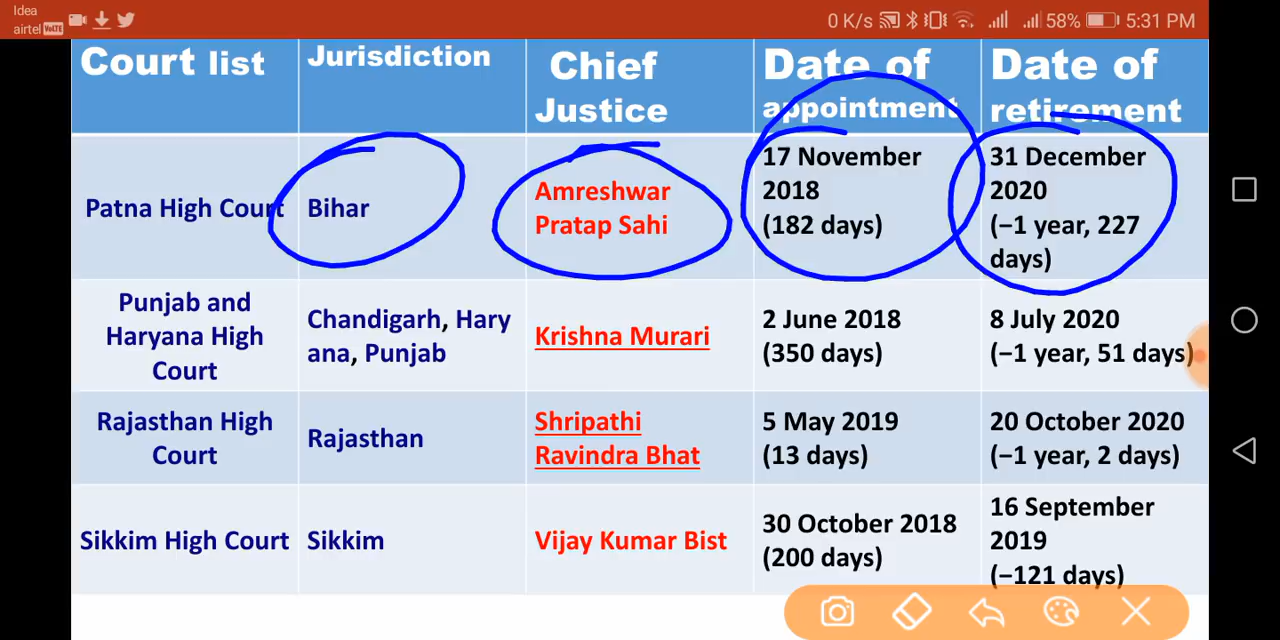 Idea
airtel VoLTE
0 K/s 58% 5:31 PM
Court list Jurisdiction Chief Justice Date of appointment Date of retirement
Patna High Court
Bihar
Amreshwar
Pratap Sahi
17 November
2018
(182 days)
31 December
2020
(−1 year, 227
days)
Punjab and
Haryana High
Court
Chandigarh, Hary
ana, Punjab
Krishna Murari
2 June 2018
(350 days)
8 July 2020
(−1 year, 51 days)
Rajasthan High
Court
Rajasthan
Shripathi
Ravindra Bhat
5 May 2019
(13 days)
20 October 2020
(−1 year, 2 days)
Sikkim High Court
Sikkim
Vijay Kumar Bist
30 October 2018
(200 days)
16 September
2019
(−121 days)